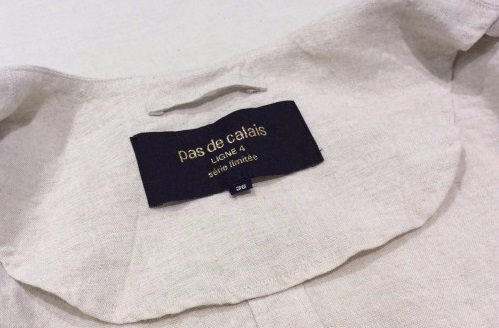 pas de calais
LIGNE 4
série limitée
36